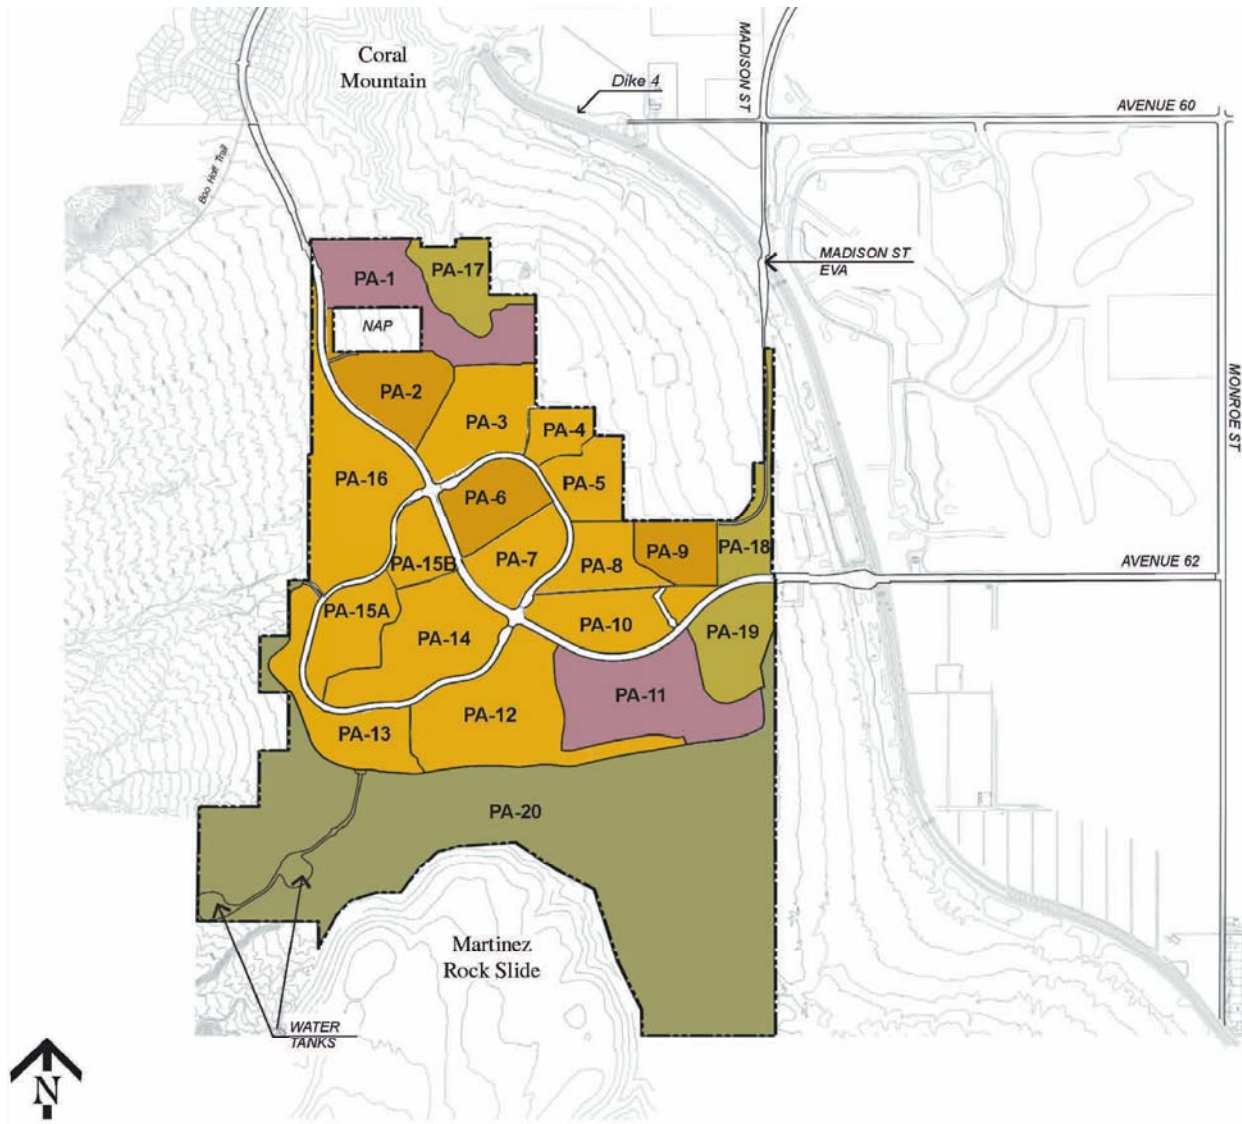 Coral
Mountain
MADISON ST
Dike 4
AVENUE 60
Boo Hoff Trail
MADISON ST
EVA
PA-1
PA-17
NAP
MONROE ST
PA-2
PA-3
PA-4
PA-16
PA-6
PA-5
PA-15B
PA-7
PA-8
PA-9
PA-18
AVENUE 62
PA-15A
PA-14
PA-10
PA-19
PA-11
PA-13
PA-12
PA-20
Martinez
Rock Slide
WATER
TANKS
N